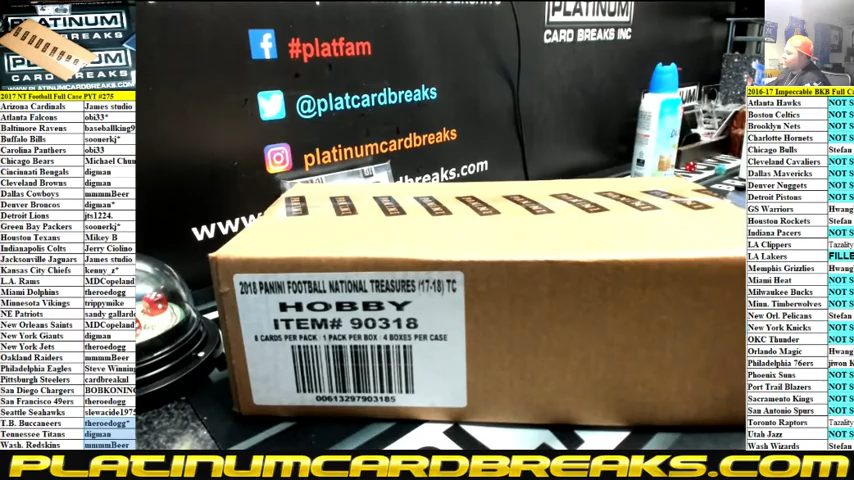 PLATINUM
CARD BREAKS INC
#platfam
@platcardbreaks
platinumcardbreaks
2017 NT Football Full Case PYT #275
Arizona Cardinals James studio
Atlanta Falcons obi33*
Baltimore Ravens baseballking9
Buffalo Bills soonerkj*
Carolina Panthers obi33
Chicago Bears Michael Chun
Cincinnati Bengals digman
Cleveland Browns digman
Dallas Cowboys mmmmBeer
Denver Broncos digman*
Detroit Lions jts1224.
Green Bay Packers soonerkj*
Houston Texans Mikey B
Indianapolis Colts Jerry Ciolino
Jacksonville Jaguars James studio
Kansas City Chiefs kenny_z*
L.A. Rams MDCopeland
Miami Dolphins theroedogg
Minnesota Vikings trippymike
NE Patriots sandy gallard
New Orleans Saints MDCopeland
New York Giants digman
New York Jets theroedogg
Oakland Raiders mmmmBeer
Philadelphia Eagles Steve Winning
Pittsburgh Steelers cardbreaknl
San Diego Chargers BOBKONING
San Francisco 49ers theroedogg
Seattle Seahawks slewacide1975
T.B. Buccaneers theroedogg*
Tennessee Titans digman
Wash. Redskins mmmmBeer
2018 PANINI FOOTBALL NATIONAL TREASURES (17-18) TC
HOBBY
ITEM# 90318
8 CARDS PER PACK | 1 PACK PER BOX | 4 BOXES PER CASE
00613297903185
2016-17 Impeccable BKB Full Ca
Atlanta Hawks NOT S
Boston Celtics NOT S
Brooklyn Nets NOT S
Charlotte Hornets NOT S
Chicago Bulls Stefan
Cleveland Cavaliers NOT S
Dallas Mavericks NOT S
Denver Nuggets NOT S
Detroit Pistons NOT S
GS Warriors Hwang
Houston Rockets Stefan
Indiana Pacers NOT S
LA Clippers Tazality
LA Lakers FILLE
Memphis Grizzlies Hwang
Miami Heat NOT S
Milwaukee Bucks NOT S
Minn. Timberwolves NOT S
New Orl. Pelicans Stefan
New York Knicks NOT S
OKC Thunder NOT S
Orlando Magic Hwang
Philadelphia 76ers jiwon K
Phoenix Suns NOT S
Port Trail Blazers NOT S
Sacramento Kings NOT S
San Antonio Spurs NOT S
Toronto Raptors Tazality
Utah Jazz NOT S
Wash Wizards Stefan
PLATINUMCARDBREAKS.COM